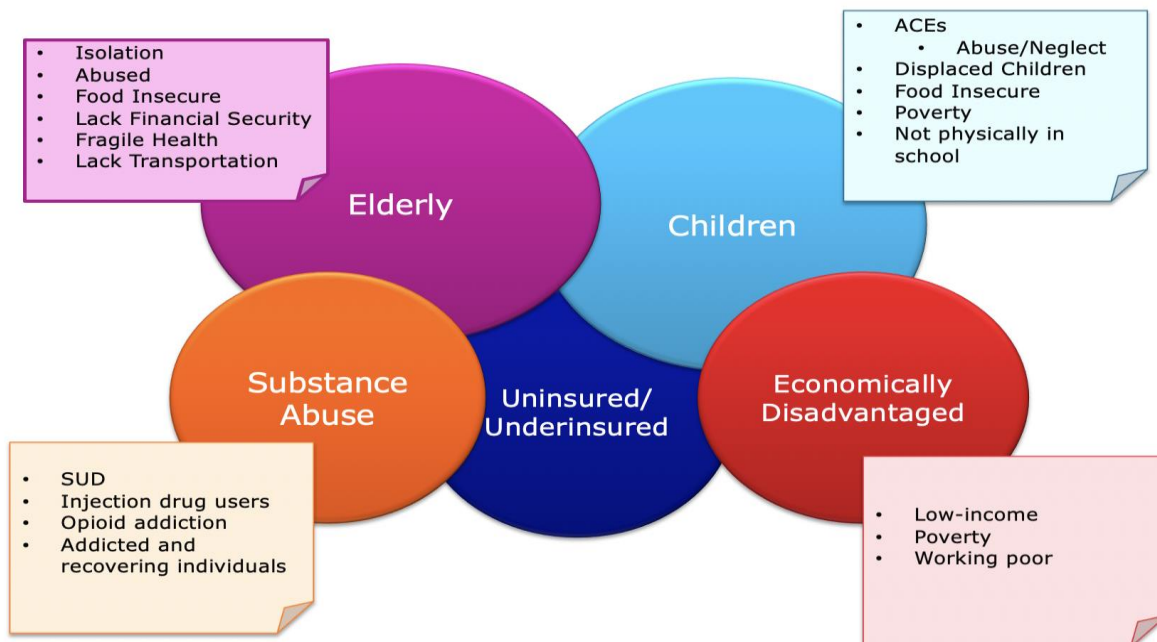 • Isolation
• Abused
• Food Insecure
• Lack Financial Security
• Fragile Health
• Lack Transportation
• ACEs
• Abuse/Neglect
• Displaced Children
• Food Insecure
• Poverty
• Not physically in
school
Elderly
Children
Substance
Abuse
Uninsured/
Underinsured
Economically
Disadvantaged
• SUD
• Injection drug users
• Opioid addiction
• Addicted and
recovering individuals
• Low-income
• Poverty
• Working poor